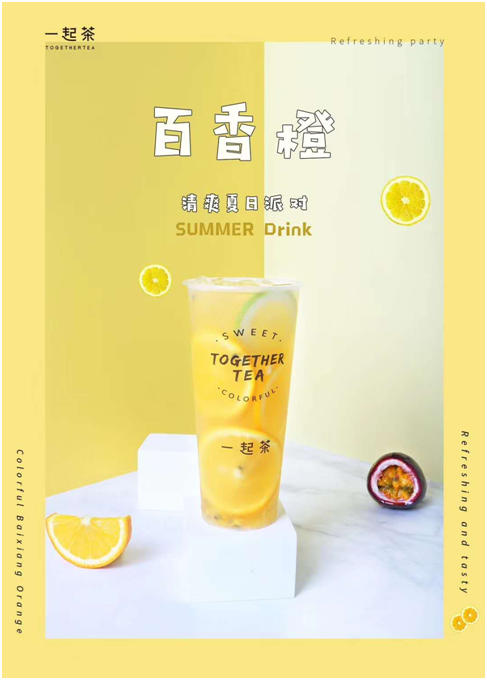 一起茶
TOGETHERTEA
Refreshing party
百香橙
清爽夏日派对
SUMMER Drink
·SWEET·
TOGETHER
TEA
·COLORFUL·
一起茶
Colorful Baixiang Orange
Refreshing and tasty